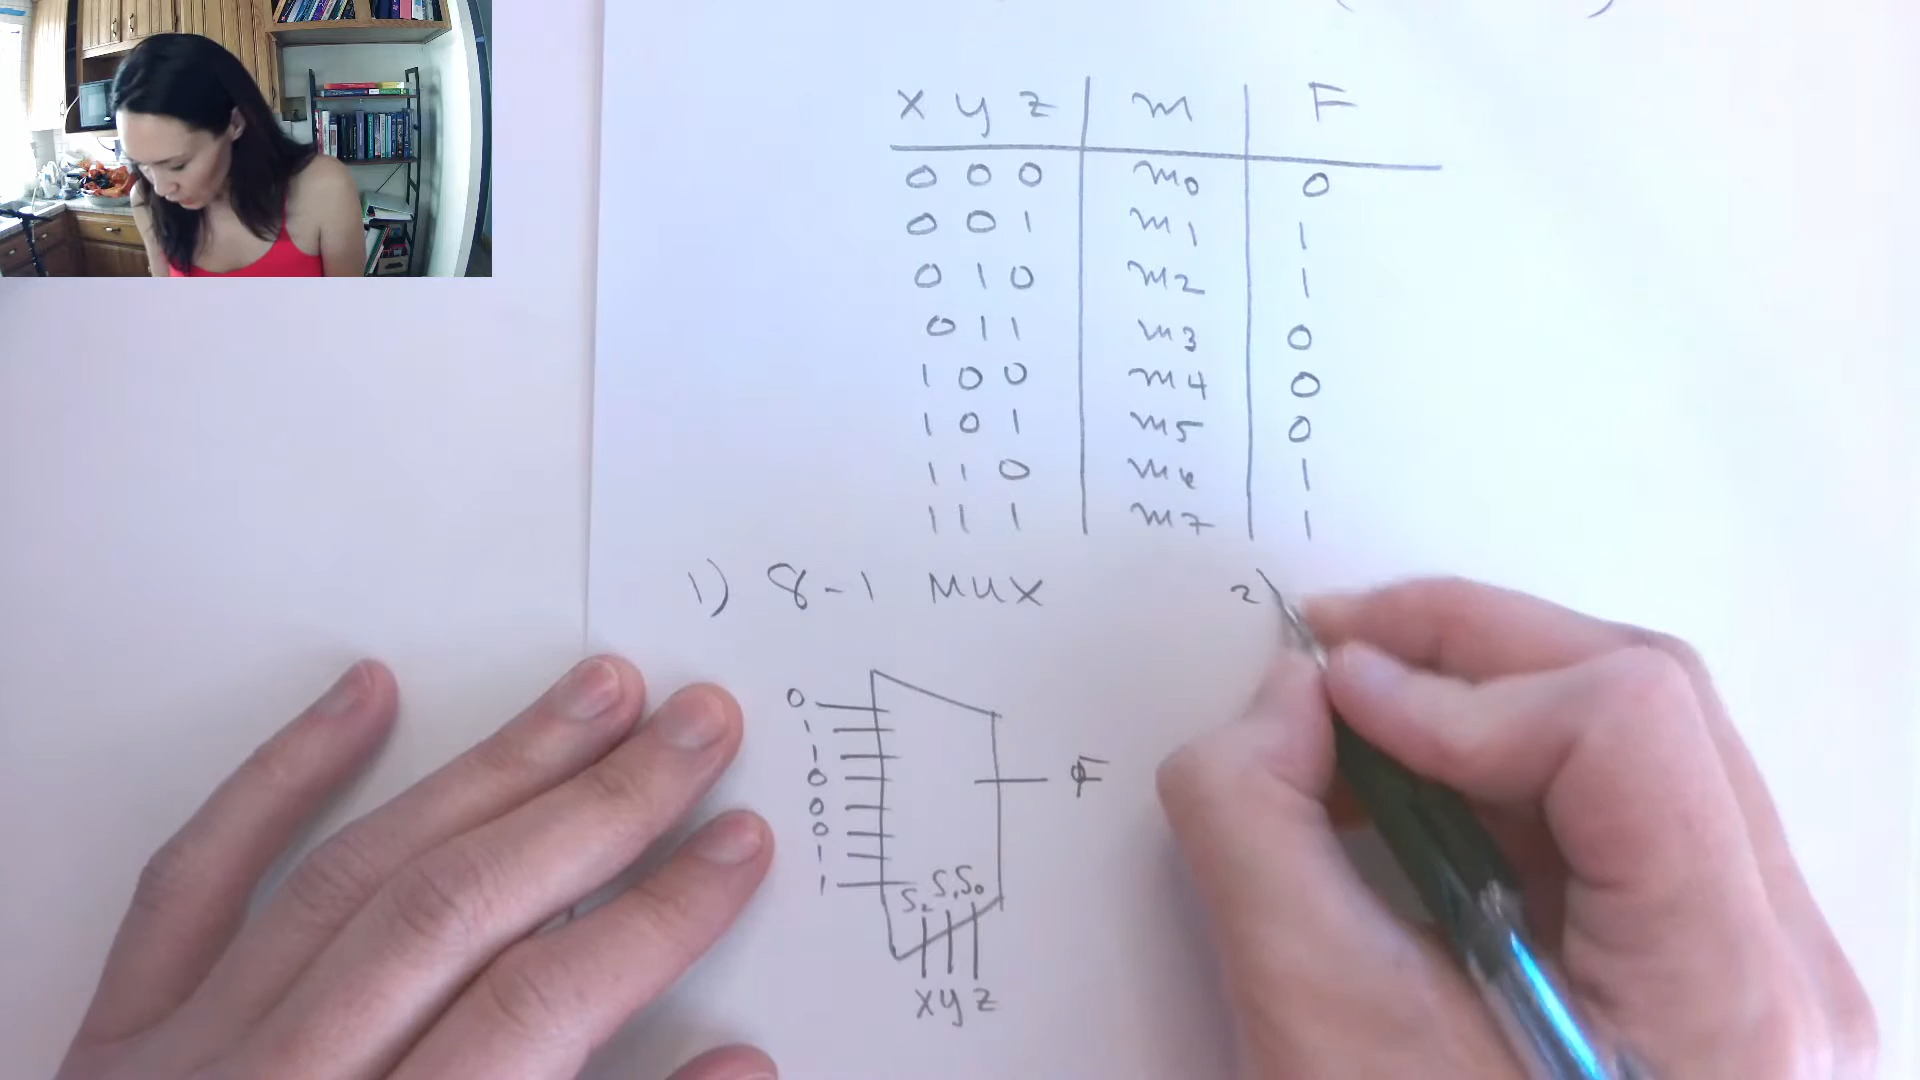 x y z m F
0 0 0 m0 0
0 0 1 m1 1
0 1 0 m2 1
0 1 1 m3 0
1 0 0 m4 0
1 0 1 m5 0
1 1 0 m6 1
1 1 1 m7 1
1) 8-1 MUX
2)
0
1
1
0
0
0
1
1
F
S2 S1 S0
x y z